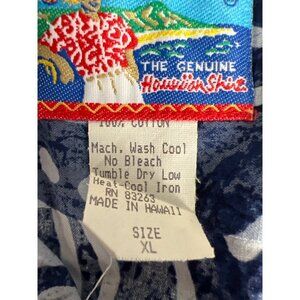 THE GENUINE
Hawaiian Shirt
100% COTTON
Mach. Wash Cool
No Bleach
Tumble Dry Low
Heat-Cool Iron
RN 83263
MADE IN HAWAII
SIZE
XL